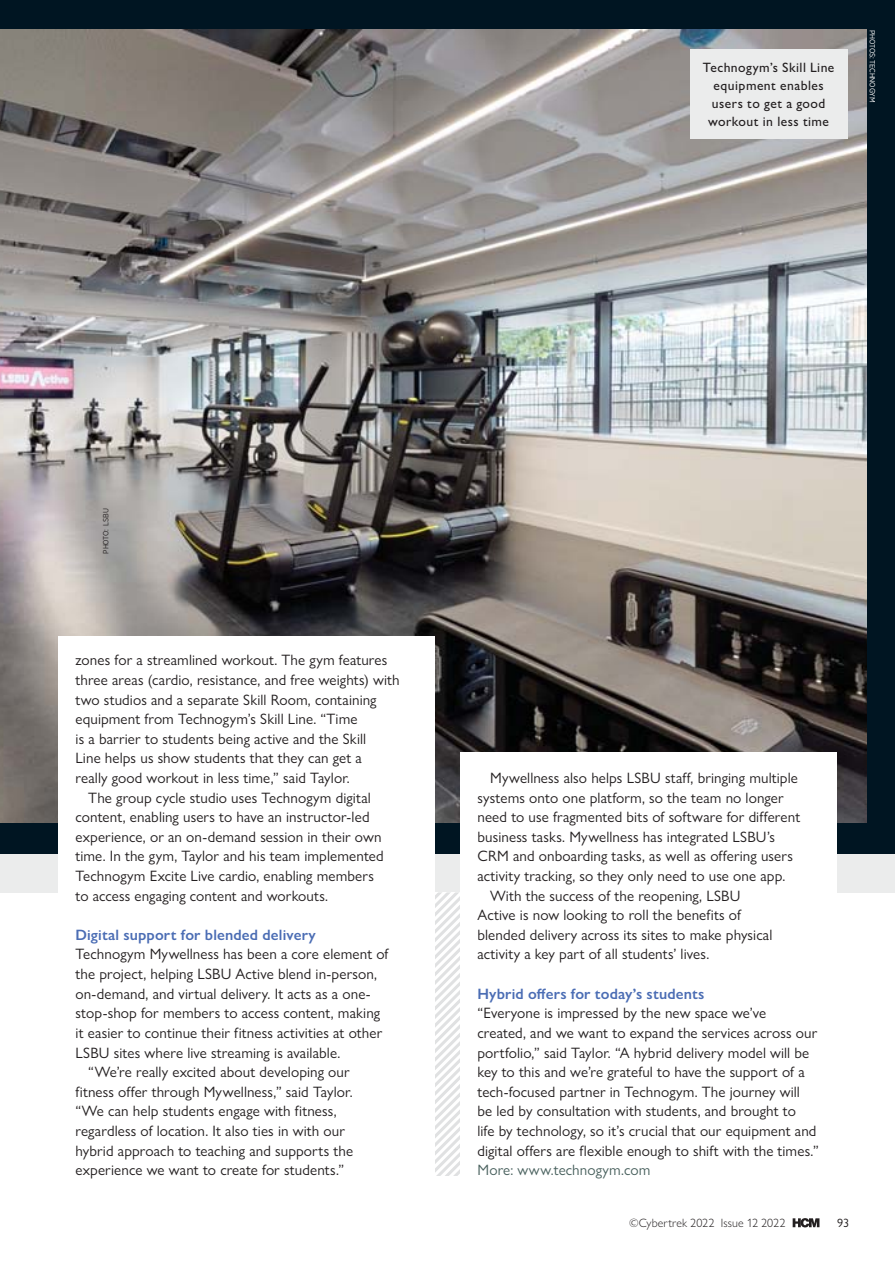 PHOTOS: TECHNOGYM
Technogym’s Skill Line
equipment enables
users to get a good
workout in less time
LSBU Active
PHOTO: LSBU
zones for a streamlined workout. The gym features
three areas (cardio, resistance, and free weights) with
two studios and a separate Skill Room, containing
equipment from Technogym’s Skill Line. “Time
is a barrier to students being active and the Skill
Line helps us show students that they can get a
really good workout in less time,” said Taylor.
The group cycle studio uses Technogym digital
content, enabling users to have an instructor-led
experience, or an on-demand session in their own
time. In the gym, Taylor and his team implemented
Technogym Excite Live cardio, enabling members
to access engaging content and workouts.
Digital support for blended delivery
Technogym Mywellness has been a core element of
the project, helping LSBU Active blend in-person,
on-demand, and virtual delivery. It acts as a one-
stop-shop for members to access content, making
it easier to continue their fitness activities at other
LSBU sites where live streaming is available.
“We’re really excited about developing our
fitness offer through Mywellness,” said Taylor.
“We can help students engage with fitness,
regardless of location. It also ties in with our
hybrid approach to teaching and supports the
experience we want to create for students.”
Mywellness also helps LSBU staff, bringing multiple
systems onto one platform, so the team no longer
need to use fragmented bits of software for different
business tasks. Mywellness has integrated LSBU’s
CRM and onboarding tasks, as well as offering users
activity tracking, so they only need to use one app.
With the success of the reopening, LSBU
Active is now looking to roll the benefits of
blended delivery across its sites to make physical
activity a key part of all students’ lives.
Hybrid offers for today’s students
“Everyone is impressed by the new space we’ve
created, and we want to expand the services across our
portfolio,” said Taylor. “A hybrid delivery model will be
key to this and we’re grateful to have the support of a
tech-focused partner in Technogym. The journey will
be led by consultation with students, and brought to
life by technology, so it’s crucial that our equipment and
digital offers are flexible enough to shift with the times.”
More: www.technogym.com
©Cybertrek 2022 Issue 12 2022 HCM 93